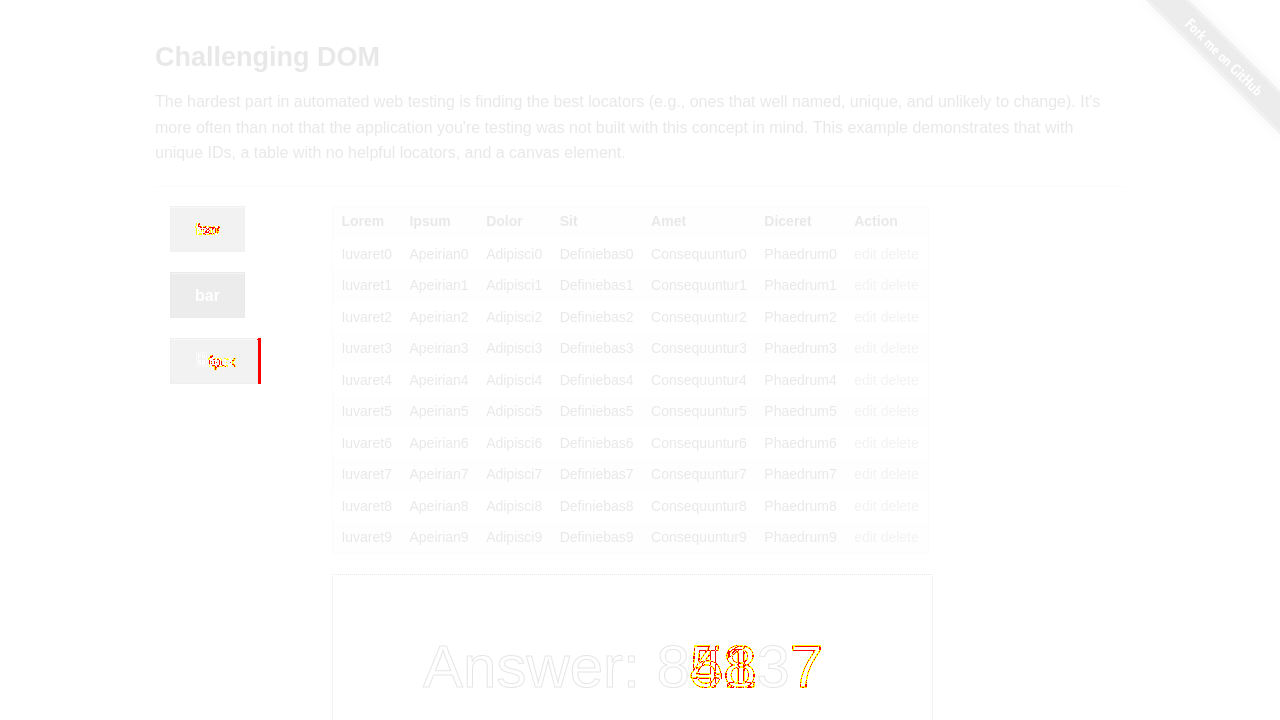 Fork me on GitHub
Challenging DOM
The hardest part in automated web testing is finding the best locators (e.g., ones that well named, unique, and unlikely to change). It's
more often than not that the application you're testing was not built with this concept in mind. This example demonstrates that with
unique IDs, a table with no helpful locators, and a canvas element.
bar
Lorem Ipsum Dolor Sit Amet Diceret Action
Iuvaret0 Apeirian0 Adipisci0 Definiebas0 Consequuntur0 Phaedrum0 edit delete
Iuvaret1 Apeirian1 Adipisci1 Definiebas1 Consequuntur1 Phaedrum1 edit delete
Iuvaret2 Apeirian2 Adipisci2 Definiebas2 Consequuntur2 Phaedrum2 edit delete
Iuvaret3 Apeirian3 Adipisci3 Definiebas3 Consequuntur3 Phaedrum3 edit delete
Iuvaret4 Apeirian4 Adipisci4 Definiebas4 Consequuntur4 Phaedrum4 edit delete
Iuvaret5 Apeirian5 Adipisci5 Definiebas5 Consequuntur5 Phaedrum5 edit delete
Iuvaret6 Apeirian6 Adipisci6 Definiebas6 Consequuntur6 Phaedrum6 edit delete
Iuvaret7 Apeirian7 Adipisci7 Definiebas7 Consequuntur7 Phaedrum7 edit delete
Iuvaret8 Apeirian8 Adipisci8 Definiebas8 Consequuntur8 Phaedrum8 edit delete
Iuvaret9 Apeirian9 Adipisci9 Definiebas9 Consequuntur9 Phaedrum9 edit delete
Answer: